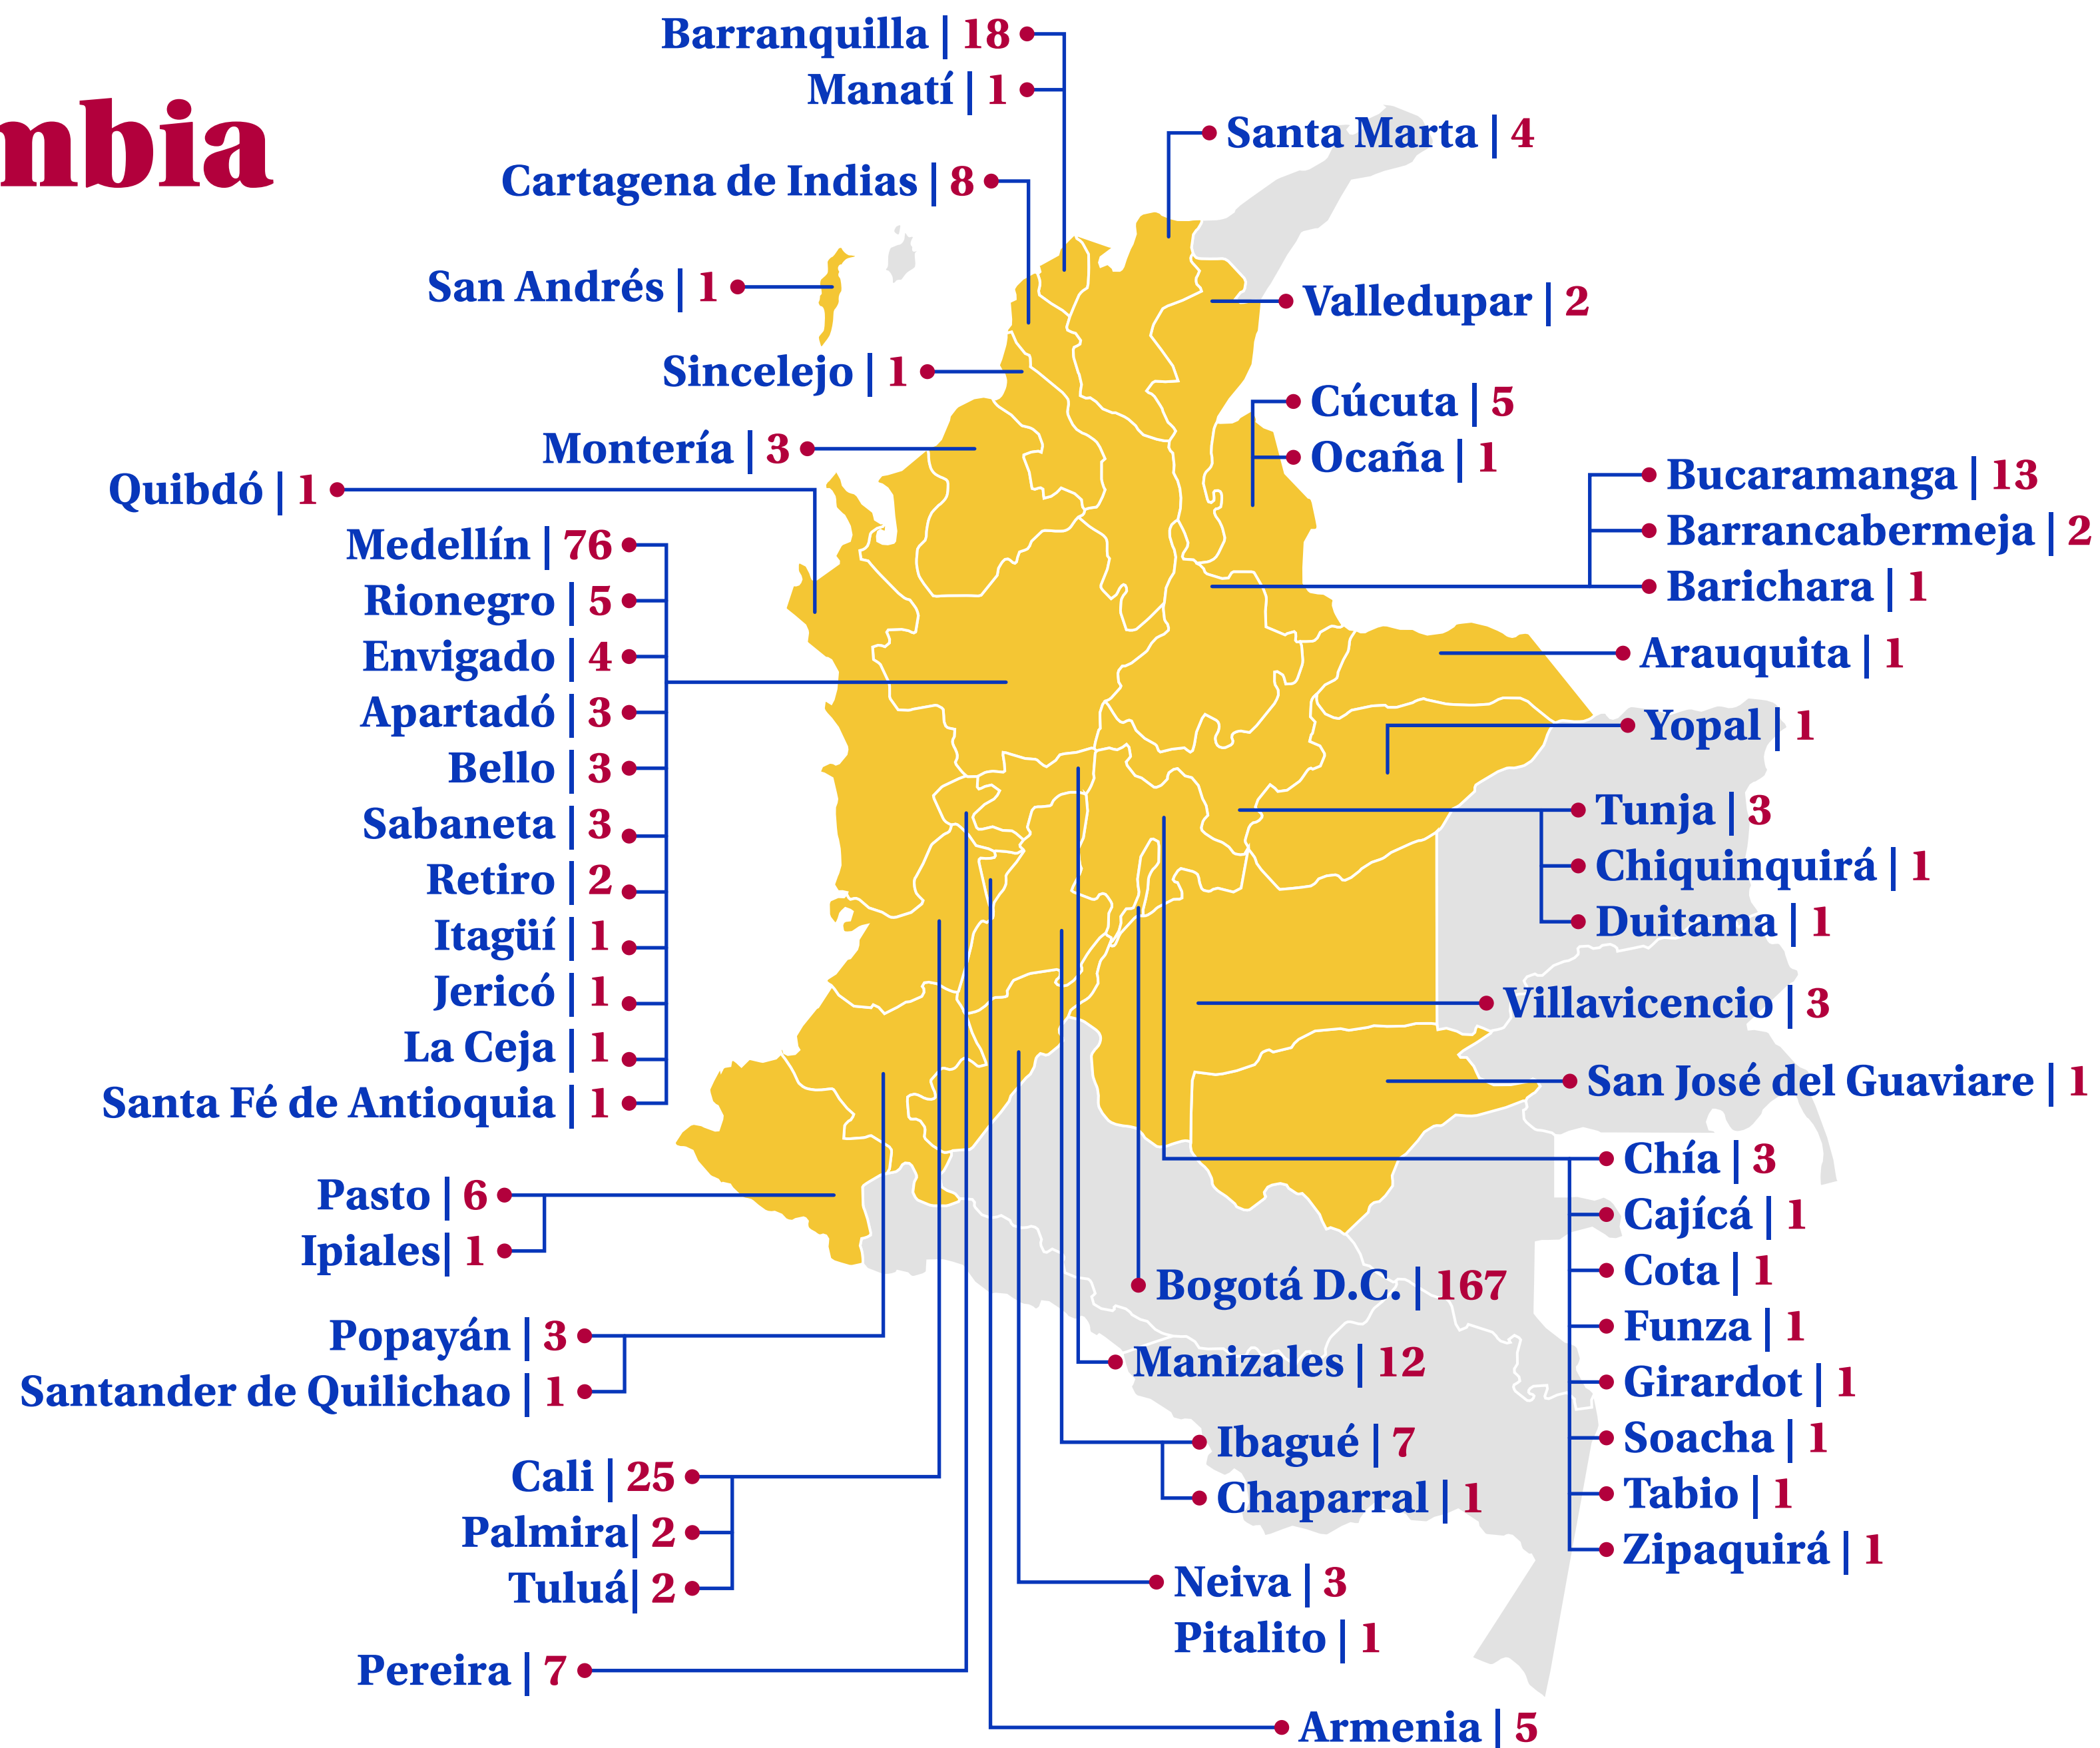 mbia
Barranquilla | 18
Manatí | 1
Santa Marta | 4
Cartagena de Indias | 8
San Andrés | 1
Valledupar | 2
Sincelejo | 1
Cúcuta | 5
Montería | 3
Ocaña | 1
Quibdó | 1
Bucaramanga | 13
Barrancabermeja | 2
Barichara | 1
Medellín | 76
Rionegro | 5
Envigado | 4
Apartadó | 3
Bello | 3
Sabaneta | 3
Retiro | 2
Itagüí | 1
Jericó | 1
La Ceja | 1
Santa Fé de Antioquia | 1
Arauquita | 1
Yopal | 1
Tunja | 3
Chiquinquirá | 1
Duitama | 1
Villavicencio | 3
San José del Guaviare | 1
Chía | 3
Cajícá | 1
Cota | 1
Funza | 1
Girardot | 1
Soacha | 1
Tabio | 1
Zipaquirá | 1
Pasto | 6
Ipiales| 1
Bogotá D.C. | 167
Popayán | 3
Santander de Quilichao | 1
Manizales | 12
Ibagué | 7
Chaparral | 1
Cali | 25
Palmira| 2
Tuluá| 2
Neiva | 3
Pitalito | 1
Pereira | 7
Armenia | 5